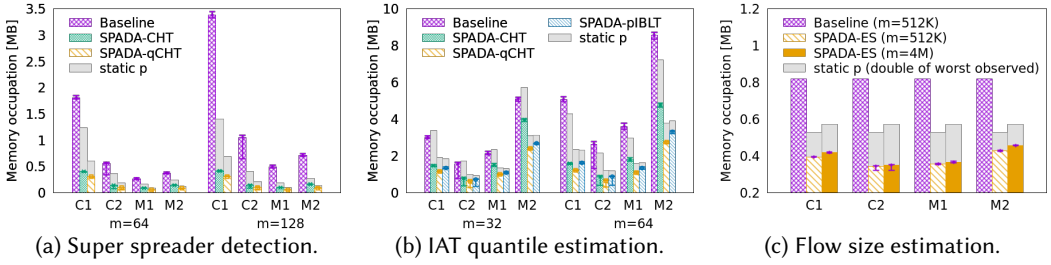 Memory occupation [MB]
3.5
3
2.5
2
1.5
1
0.5
0
Baseline
SPADA-CHT
SPADA-qCHT
static p
C1 C2 M1 M2 C1 C2 M1 M2
m=64 m=128
(a) Super spreader detection.
Memory occupation [MB]
10
8
6
4
2
0
Baseline SPADA-pIBLT
SPADA-CHT static p
SPADA-qCHT
C1 C2 M1 M2 C1 C2 M1 M2
m=32 m=64
(b) IAT quantile estimation.
Memory occupation [MB]
1.2
1
0.8
0.6
0.4
0.2
Baseline (m=512K)
SPADA-ES (m=512K)
SPADA-ES (m=4M)
static p (double of worst observed)
C1 C2 M1 M2
(c) Flow size estimation.